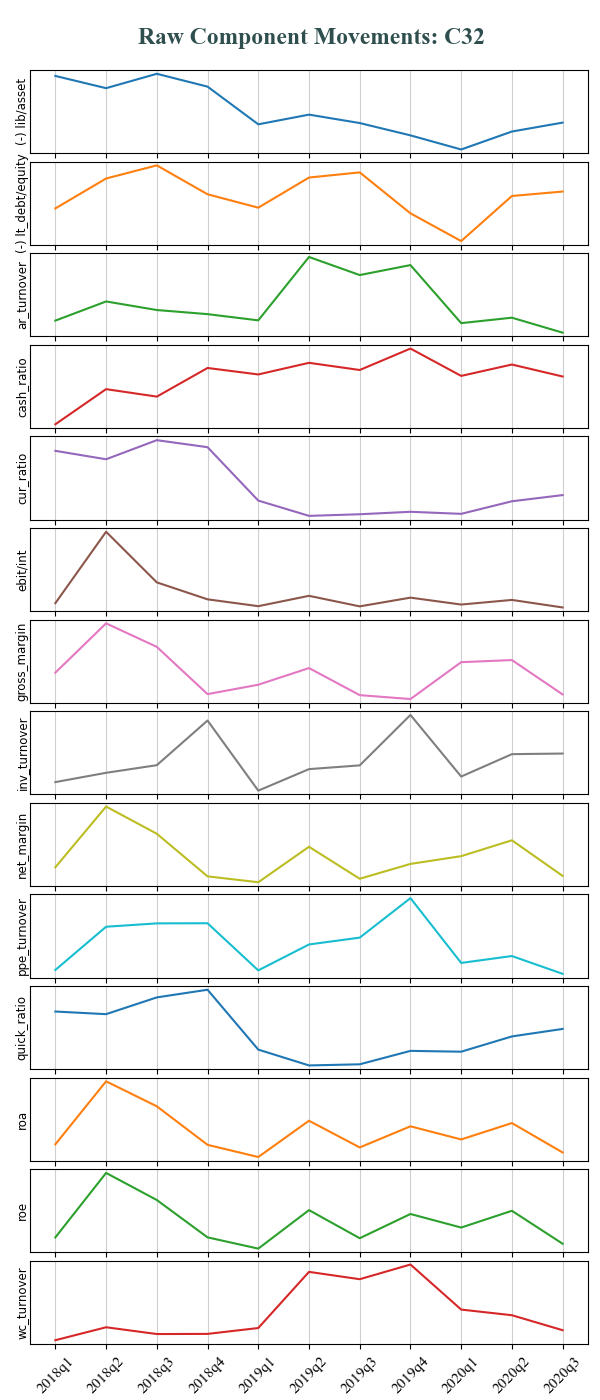 Raw Component Movements: C32
(-) lib/asset
(-) lt_debt/equity
ar_turnover
cash_ratio
cur_ratio
ebit/int
gross_margin
inv_turnover
net_margin
ppe_turnover
quick_ratio
roa
roe
wc_turnover
2018q1 2018q2 2018q3 2018q4 2019q1 2019q2 2019q3 2019q4 2020q1 2020q2 2020q3